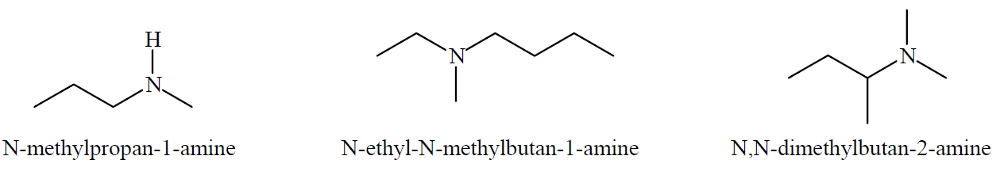 H
N
N
N
N-methylpropan-1-amine
N-ethyl-N-methylbutan-1-amine
N,N-dimethylbutan-2-amine